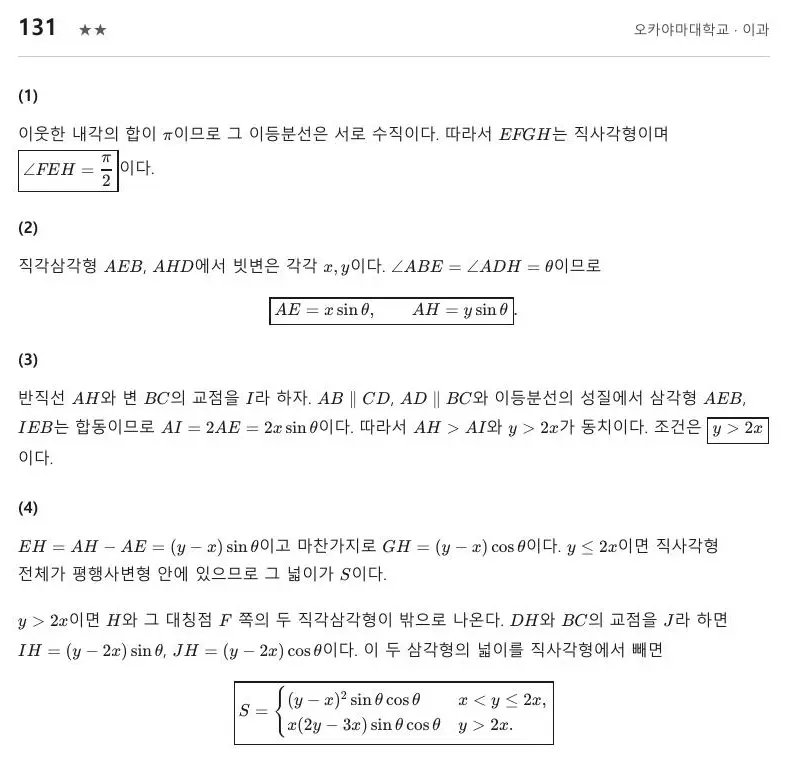 131 ★★ 오카야마대학교 · 이과
(1)
이웃한 내각의 합이 π이므로 그 이등분선은 서로 수직이다. 따라서 EFGH는 직사각형이며
∠FEH = π/2 이다.
(2)
직각삼각형 AEB, AHD에서 빗변은 각각 x, y이다. ∠ABE = ∠ADH = θ이므로
AE = x sin θ, AH = y sin θ.
(3)
반직선 AH와 변 BC의 교점을 I라 하자. AB ∥ CD, AD ∥ BC와 이등분선의 성질에서 삼각형 AEB,
IEB는 합동이므로 AI = 2AE = 2x sin θ이다. 따라서 AH > AI와 y > 2x가 동치이다. 조건은 y > 2x
이다.
(4)
EH = AH − AE = (y − x) sin θ이고 마찬가지로 GH = (y − x) cos θ이다. y ≤ 2x이면 직사각형
전체가 평행사변형 안에 있으므로 그 넓이가 S이다.
y > 2x이면 H와 그 대칭점 F 쪽의 두 직각삼각형이 밖으로 나온다. DH와 BC의 교점을 J라 하면
IH = (y − 2x) sin θ, JH = (y − 2x) cos θ이다. 이 두 삼각형의 넓이를 직사각형에서 빼면
S = { (y − x)² sin θ cos θ x < y ≤ 2x,
x(2y − 3x) sin θ cos θ y > 2x.